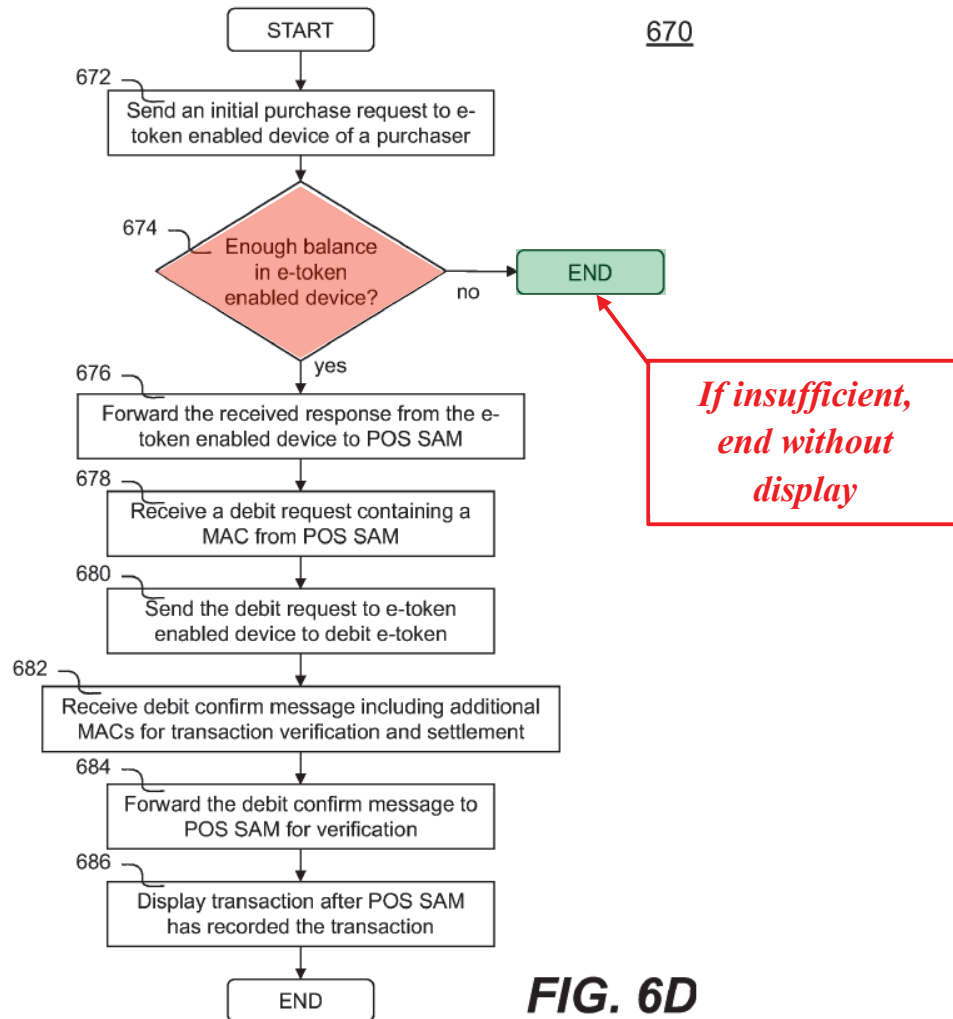 START
670
672
Send an initial purchase request to e-
token enabled device of a purchaser
674
Enough balance
in e-token
enabled device?
no
END
yes
If insufficient,
end without
display
676
Forward the received response from the e-
token enabled device to POS SAM
678
Receive a debit request containing a
MAC from POS SAM
680
Send the debit request to e-token
enabled device to debit e-token
682
Receive debit confirm message including additional
MACs for transaction verification and settlement
684
Forward the debit confirm message to
POS SAM for verification
686
Display transaction after POS SAM
has recorded the transaction
END
FIG. 6D